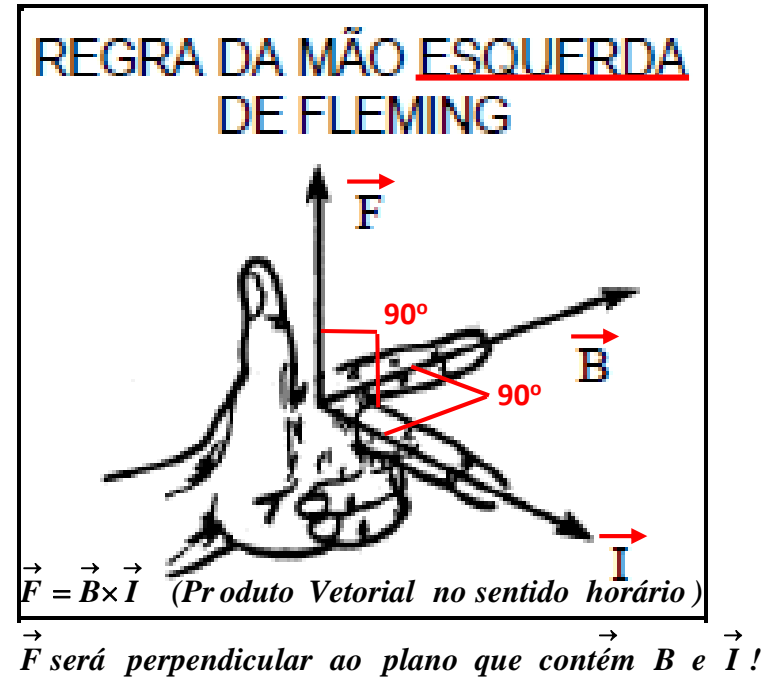 REGRA DA MÃO ESQUERDA
DE FLEMING
F
90º
B
90º
I
F = B × I (Pr oduto Vetorial no sentido horário)
F será perpendicular ao plano que contém B e I !